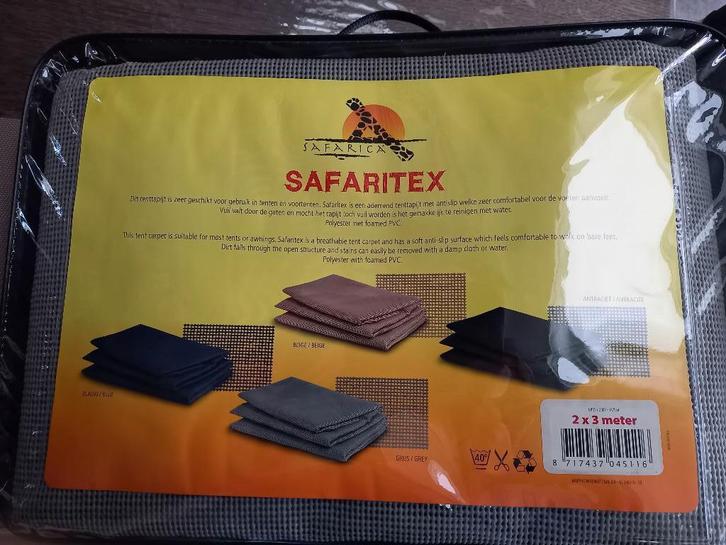 SAFARICA
SAFARITEX
Dit tenttapijt is zeer geschikt voor gebruik in tenten en voortenten. Safaritex is een ademend tenttapijt met antislip welke zeer comfortabel voor de voeten aanvoelt.
Vuil valt door de gaten en mocht het tapijt toch vuil worden is het gemakkelijk te reinigen met water.
Polyester met foamed PVC.
This tent carpet is suitable for most tents or awnings. Safaritex is a breathable tent carpet and has a soft anti-slip surface which feels comfortable to walk on bare feet.
Dirt falls through the open structure and stains can easily be removed with a damp cloth or water.
Polyester with foamed PVC.
ANTRACIET / ANTRACITE
BEIGE / BEIGE
BLAUW / BLUE
GRIJS / GREY
40°
2 x 3 meter
8 717437 045116